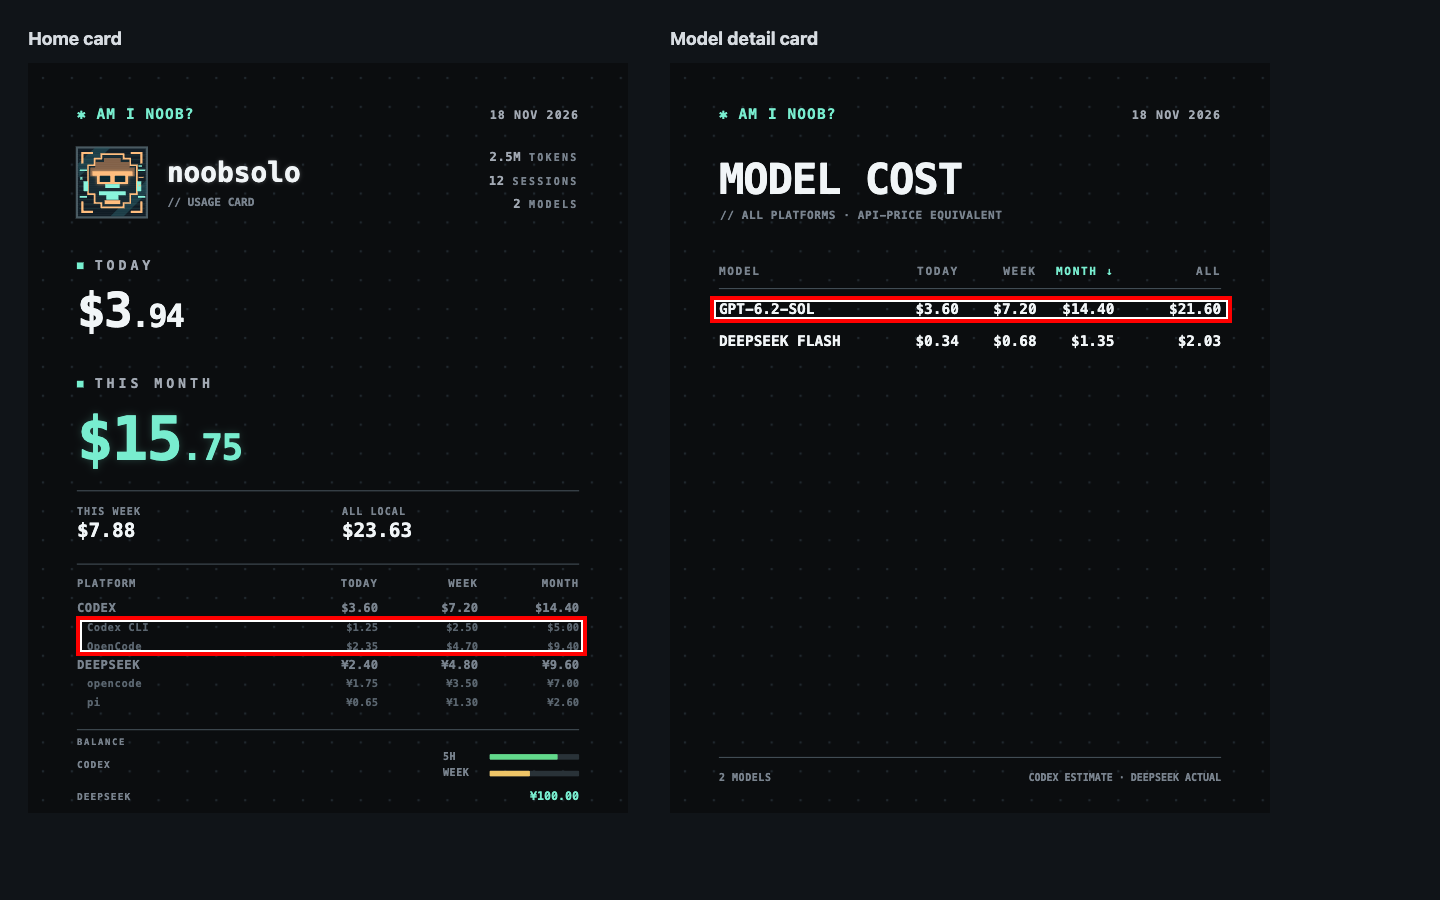 Home card
✱ AM I NOOB?
18 NOV 2026
noobsolo
// USAGE CARD
2.5M TOKENS
12 SESSIONS
2 MODELS
TODAY
$3.94
THIS MONTH
$15.75
THIS WEEK
$7.88
ALL LOCAL
$23.63
PLATFORM TODAY WEEK MONTH
CODEX $3.60 $7.20 $14.40
Codex CLI $1.25 $2.50 $5.00
OpenCode $2.35 $4.70 $9.40
DEEPSEEK ¥2.40 ¥4.80 ¥9.60
opencode ¥1.75 ¥3.50 ¥7.00
pi ¥0.65 ¥1.30 ¥2.60
BALANCE
CODEX
5H
WEEK
DEEPSEEK ¥100.00
Model detail card
✱ AM I NOOB?
18 NOV 2026
MODEL COST
// ALL PLATFORMS · API-PRICE EQUIVALENT
MODEL TODAY WEEK MONTH ↓ ALL
GPT-6.2-SOL $3.60 $7.20 $14.40 $21.60
DEEPSEEK FLASH $0.34 $0.68 $1.35 $2.03
2 MODELS
CODEX ESTIMATE · DEEPSEEK ACTUAL